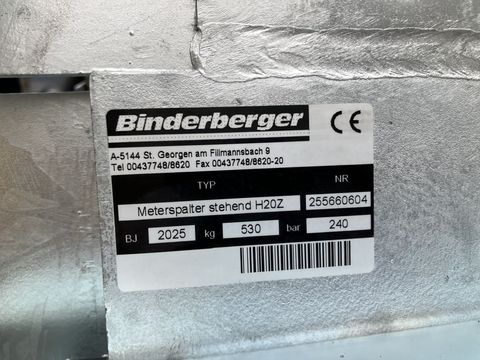 Binderberger CE
A-5144 St. Georgen am Fillmannsbach 9
Tel 00437748/8620 Fax 00437748/8620-20
TYP NR
Meterspalter stehend H20Z 255660604
BJ 2025 kg 530 bar 240